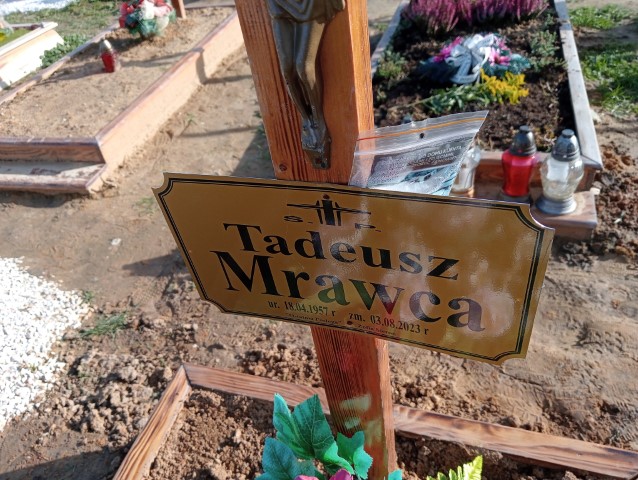 Ś. P.
Tadeusz
Mrawca
ur. 18.04.1957 r zm. 03.08.2023 r